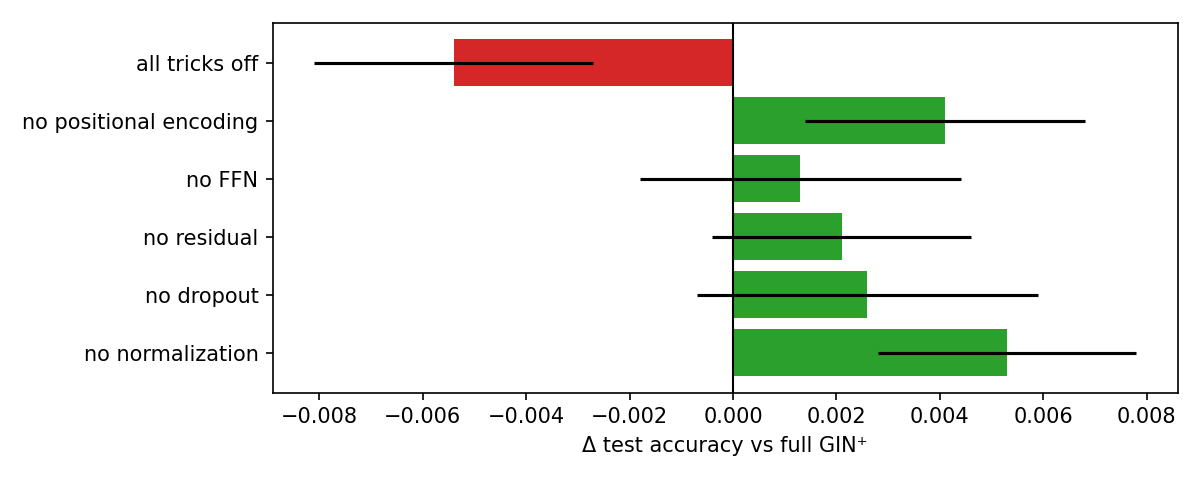 all tricks off
no positional encoding
no FFN
no residual
no dropout
no normalization
−0.008 −0.006 −0.004 −0.002 0.000 0.002 0.004 0.006 0.008
Δ test accuracy vs full GIN⁺